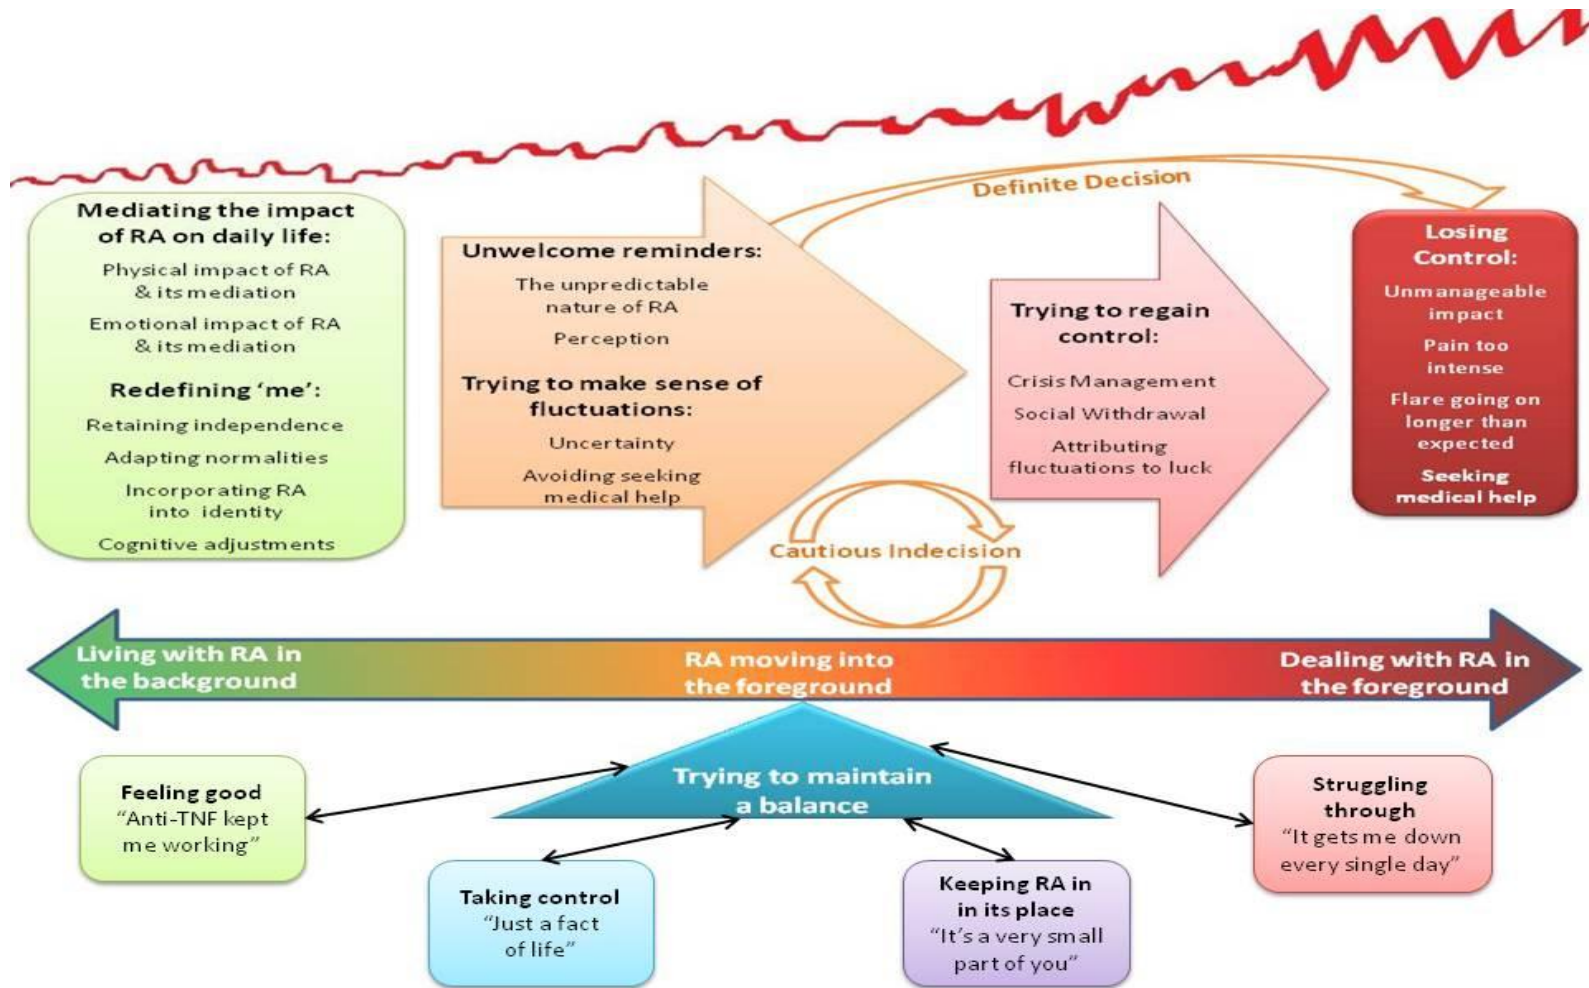 Definite Decision
Mediating the impact
of RA on daily life:
Physical impact of RA
& its mediation
Emotional impact of RA
& its mediation
Redefining ‘me’:
Retaining independence
Adapting normalities
Incorporating RA
into identity
Cognitive adjustments
Unwelcome reminders:
The unpredictable
nature of RA
Perception
Trying to make sense of
fluctuations:
Uncertainty
Avoiding seeking
medical help
Cautious Indecision
Trying to regain
control:
Crisis Management
Social Withdrawal
Attributing
fluctuations to luck
Losing
Control:
Unmanageable
impact
Pain too
intense
Flare going on
longer than
expected
Seeking
medical help
Living with RA in
the background
RA moving into
the foreground
Dealing with RA in
the foreground
Trying to maintain
a balance
Feeling good
“Anti-TNF kept
me working”
Taking control
“Just a fact
of life”
Keeping RA in
in its place
“It’s a very small
part of you”
Struggling
through
“It gets me down
every single day”